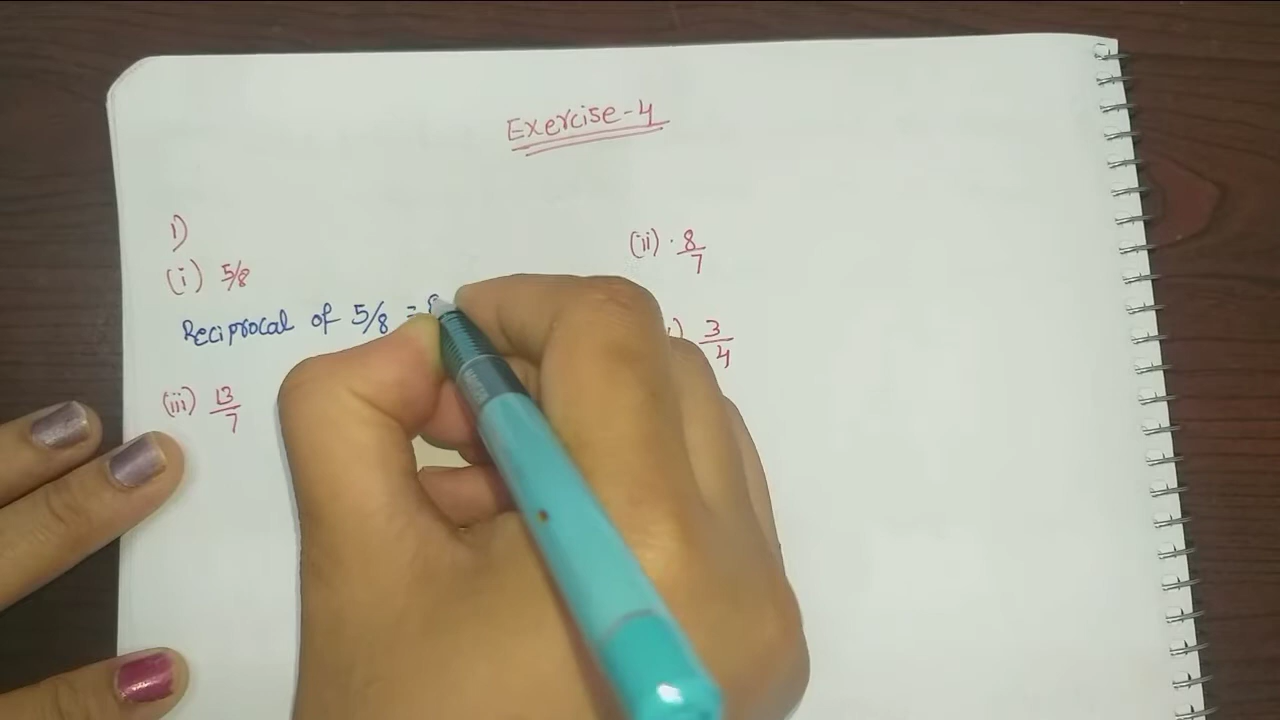 Exercise-4
1)
(i) 5/8
Reciprocal of 5/8 =
(ii) · 8/7
3/4
(iii) 13/7